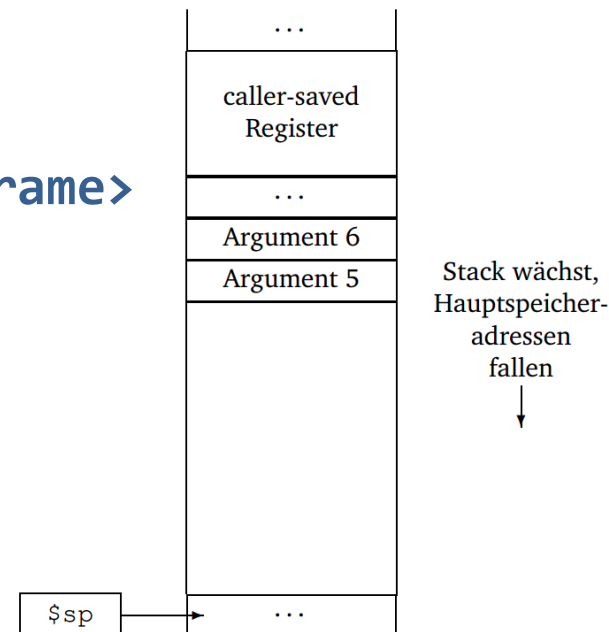 ...
caller-saved
Register
rame>
...
Argument 6
Argument 5
Stack wächst,
Hauptspeicher-
adressen
fallen
$sp
...